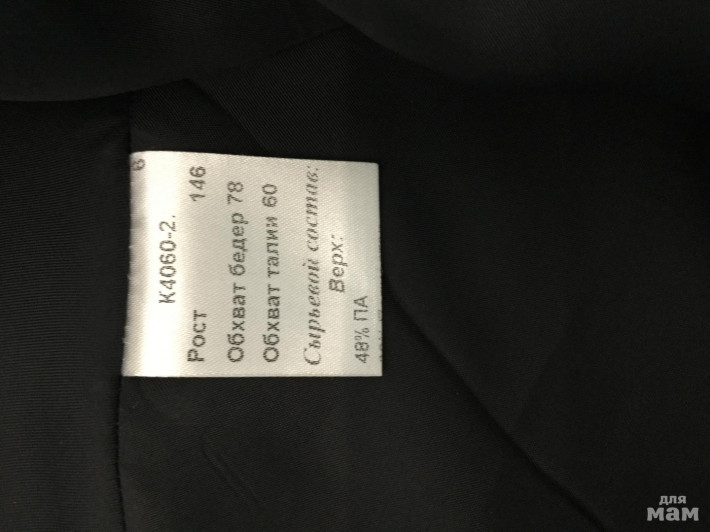 К4060-2.
Рост 146
Обхват бедер 78
Обхват талии 60
Сырьевой состав:
Верх:
48% ПА
для
мам